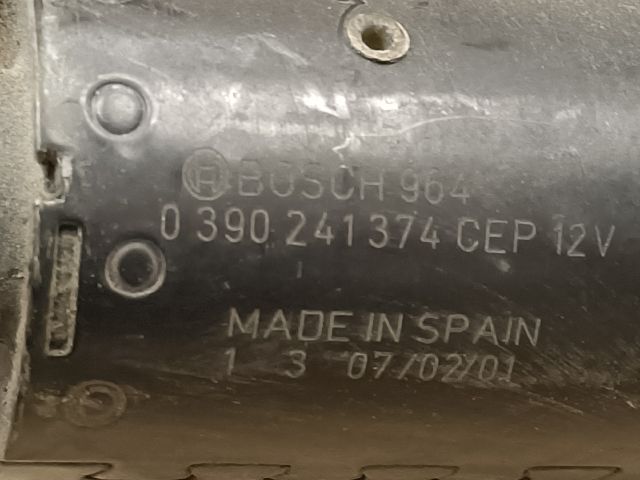 BOSCH 964
0 390 241 374 CEP 12V
MADE IN SPAIN
1 3 07/02/01